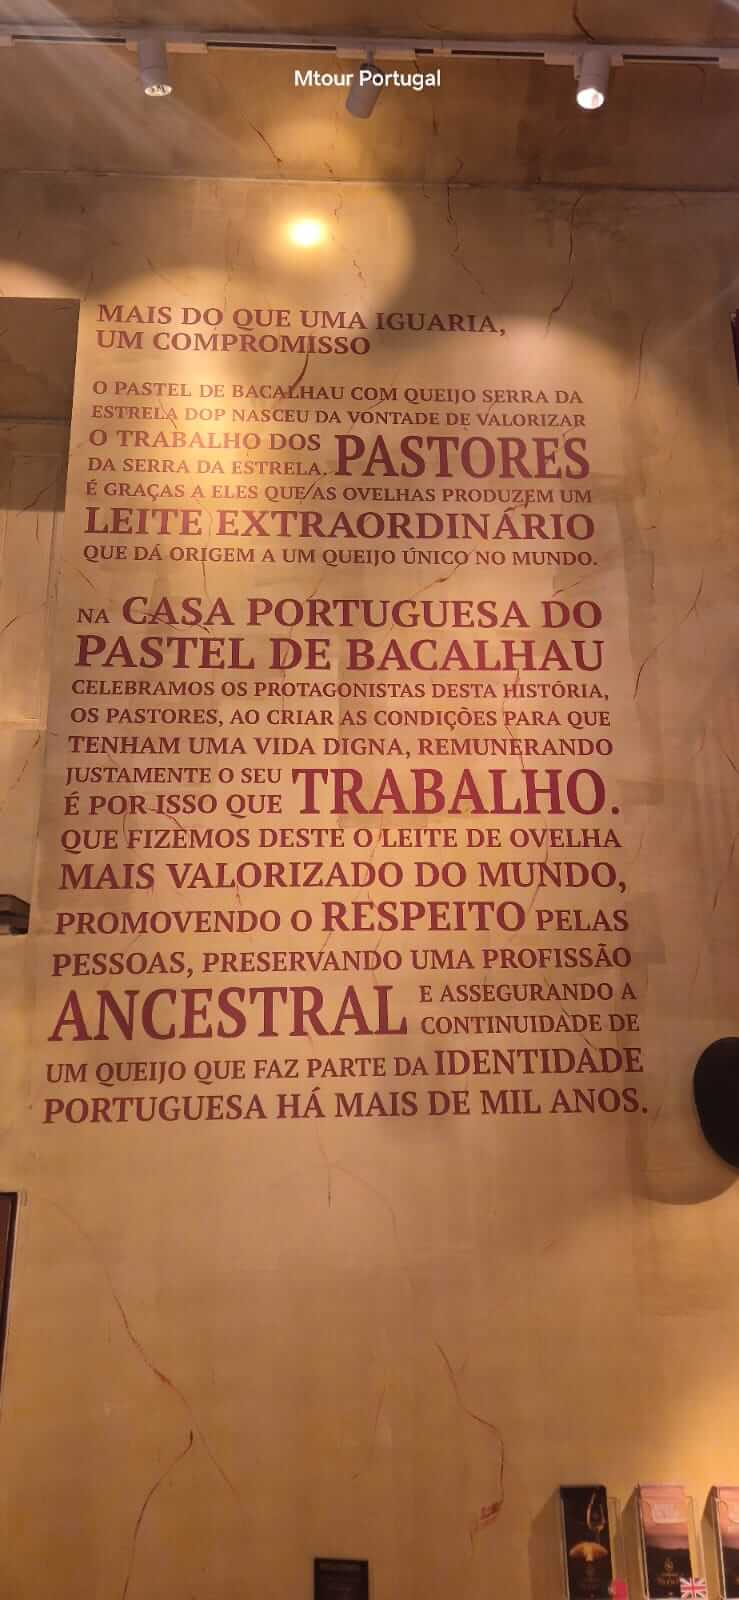 Mtour Portugal
MAIS DO QUE UMA IGUARIA,
UM COMPROMISSO
O PASTEL DE BACALHAU COM QUEIJO SERRA DA
ESTRELA DOP NASCEU DA VONTADE DE VALORIZAR
O TRABALHO DOS PASTORES
DA SERRA DA ESTRELA.
É GRAÇAS A ELES QUE AS OVELHAS PRODUZEM UM
LEITE EXTRAORDINÁRIO
QUE DÁ ORIGEM A UM QUEIJO ÚNICO NO MUNDO.
NA CASA PORTUGUESA DO
PASTEL DE BACALHAU
CELEBRAMOS OS PROTAGONISTAS DESTA HISTÓRIA,
OS PASTORES, AO CRIAR AS CONDIÇÕES PARA QUE
TENHAM UMA VIDA DIGNA, REMUNERANDO
JUSTAMENTE O SEU TRABALHO.
É POR ISSO QUE
QUE FIZEMOS DESTE O LEITE DE OVELHA
MAIS VALORIZADO DO MUNDO,
PROMOVENDO O RESPEITO PELAS
PESSOAS, PRESERVANDO UMA PROFISSÃO
ANCESTRAL E ASSEGURANDO A
CONTINUIDADE DE
UM QUEIJO QUE FAZ PARTE DA IDENTIDADE
PORTUGUESA HÁ MAIS DE MIL ANOS.